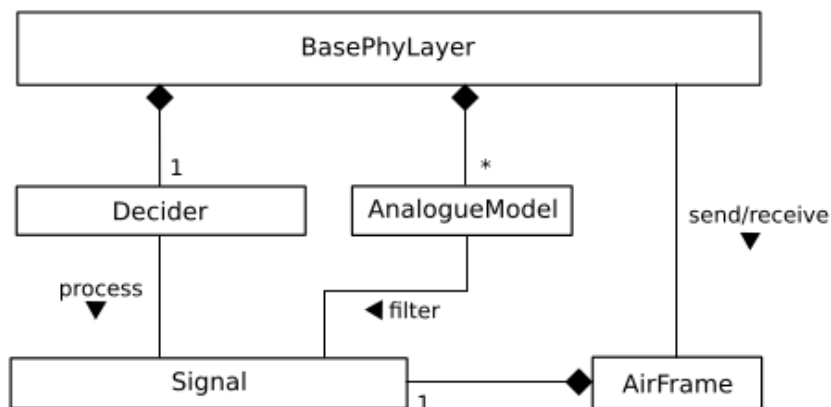 BasePhyLayer
1
*
Decider
AnalogueModel
send/receive
process
filter
Signal
AirFrame
1